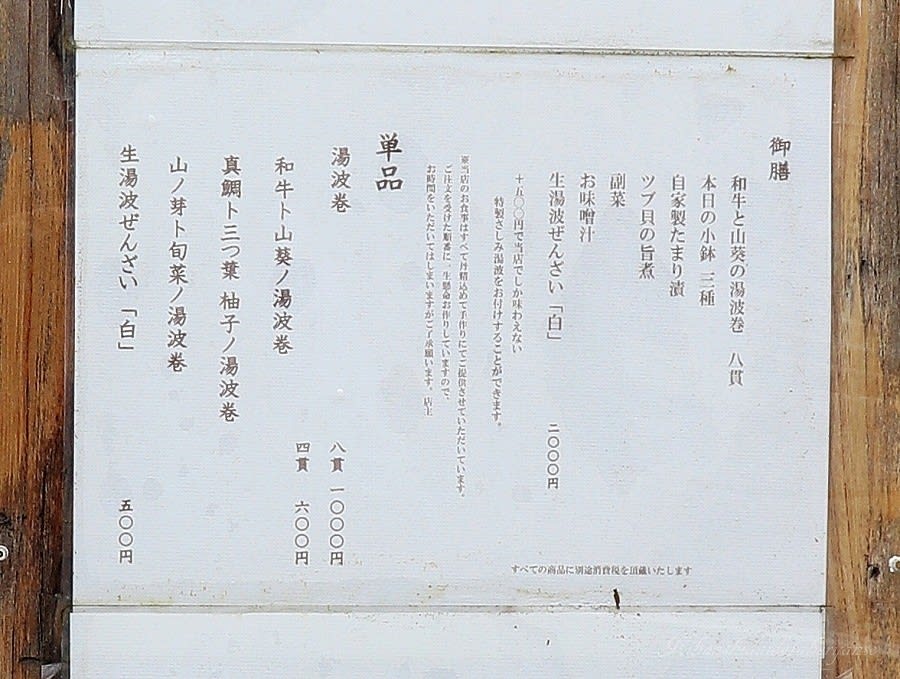 御膳
和牛と山葵の湯波巻　八貫
本日の小鉢 三種
自家製たまり漬
ツブ貝の旨煮
副菜
お味噌汁
生湯波ぜんざい「白」　二〇〇〇円
＋五〇〇円で当店でしか味わえない
特製さしみ湯波をお付けすることができます。
※当店のお食事はすべて丹精込めて手作りにてご提供させていただいています。
ご注文を受けた順番に、一生懸命お作りしていますので、
お時間をいただいてしまいますがご了承願います。店主
単品
湯波巻　八貫 一〇〇〇円
四貫 六〇〇円
和牛ト山葵ノ湯波巻
真鯛ト三つ葉 柚子ノ湯波巻
山ノ芽ト旬菜ノ湯波巻
生湯波ぜんざい「白」　五〇〇円
すべての商品に別途消費税を頂戴いたします